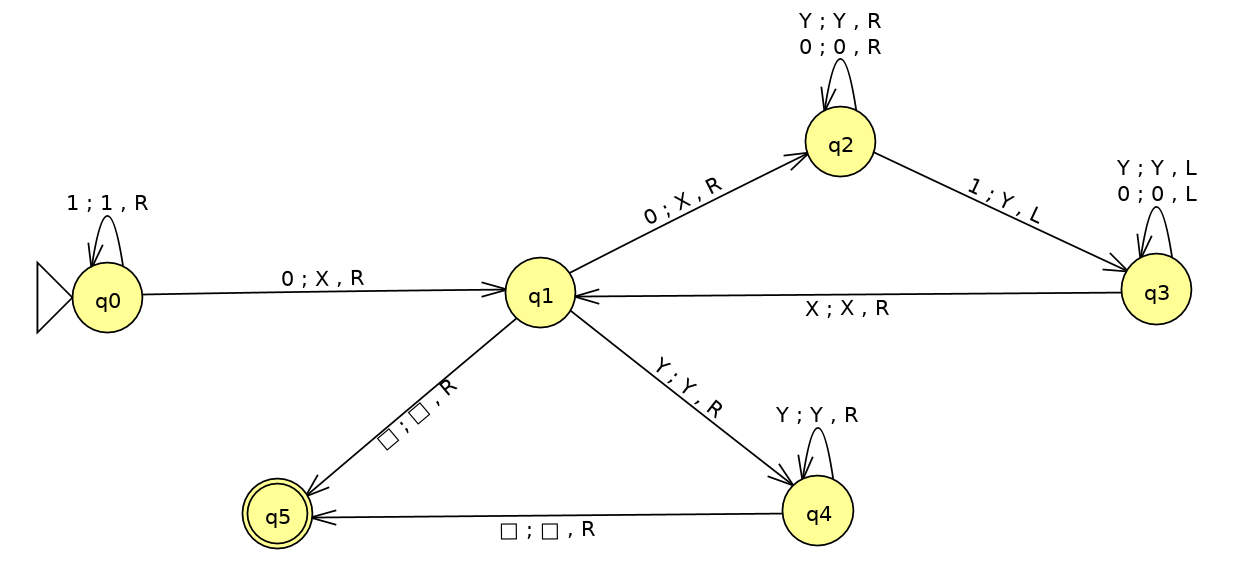 Y ; Y , R
0 ; 0 , R
q2
Y ; Y , L
0 ; 0 , L
1 ; 1 , R
0 ; X , R
1 ; Y , L
0 ; X , R
q0
q1
q3
X ; X , R
□ ; □ , R
Y ; Y , R
Y ; Y , R
q5
q4
□ ; □ , R